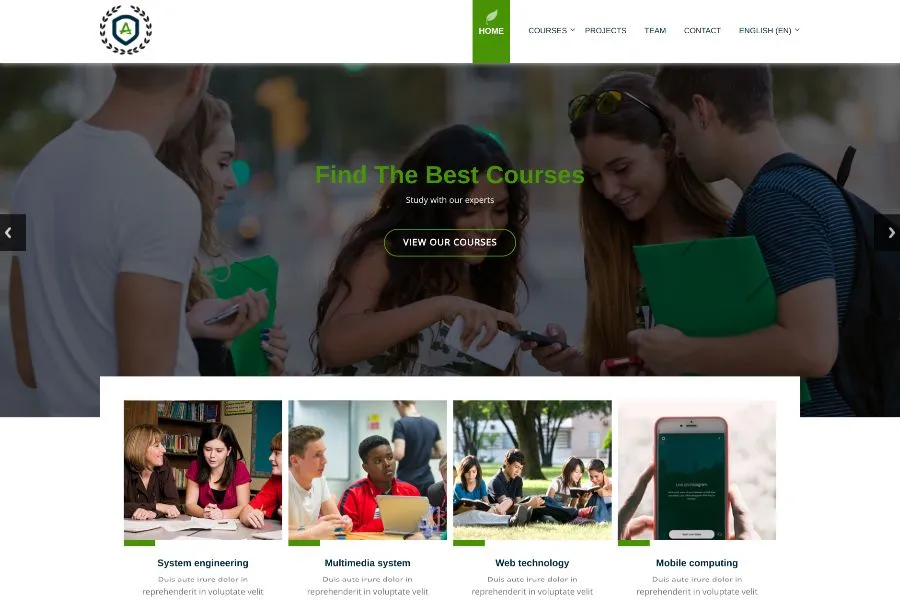 A
HOME
COURSES
PROJECTS
TEAM
CONTACT
ENGLISH (EN)
Find The Best Courses
Study with our experts
VIEW OUR COURSES
System engineering
Duis aute irure dolor in
reprehenderit in voluptate velit
Multimedia system
Duis aute irure dolor in
reprehenderit in voluptate velit
Web technology
Duis aute irure dolor in
reprehenderit in voluptate velit
Mobile computing
Duis aute irure dolor in
reprehenderit in voluptate velit